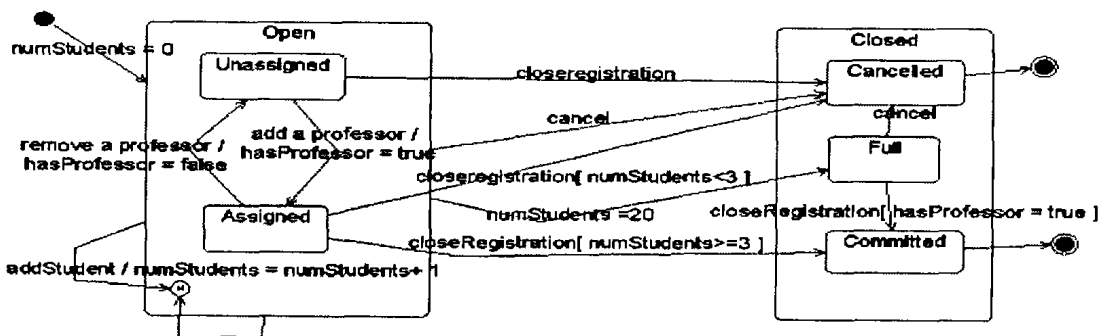 Open
Closed
numStudents = 0
Unassigned
closeregistration
Cancelled
cancel
cancel
add a professor /
hasProfessor = true
remove a professor /
hasProfessor = false
Full
closeregistration[ numStudents<3 ]
Assigned
numStudents =20
closeRegistration[ hasProfessor = true ]
closeRegistration[ numStudents>=3 ]
Committed
addStudent / numStudents = numStudents+ 1
H